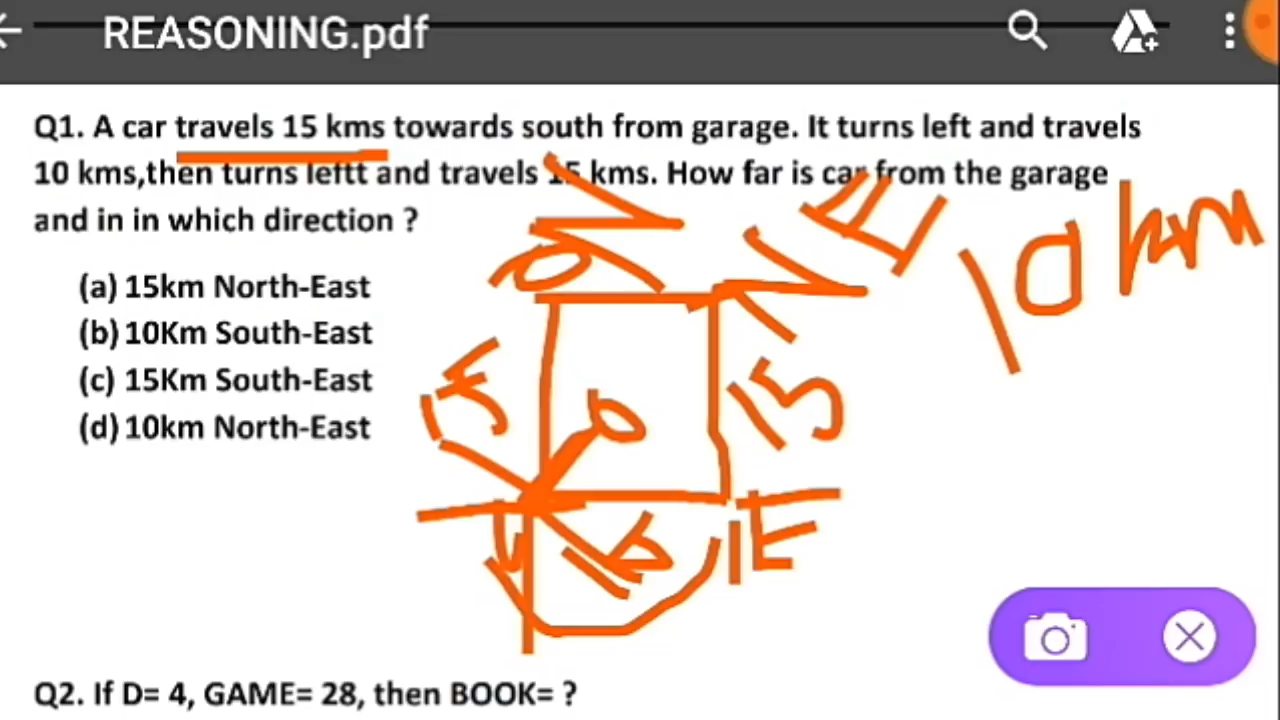 REASONING.pdf
Q1. A car travels 15 kms towards south from garage. It turns left and travels
10 kms,then turns leftt and travels 15 kms. How far is car from the garage
and in in which direction ?
(a) 15km North-East
(b) 10Km South-East
(c) 15Km South-East
(d) 10km North-East
10 km
15
15
E
Q2. If D= 4, GAME= 28, then BOOK= ?